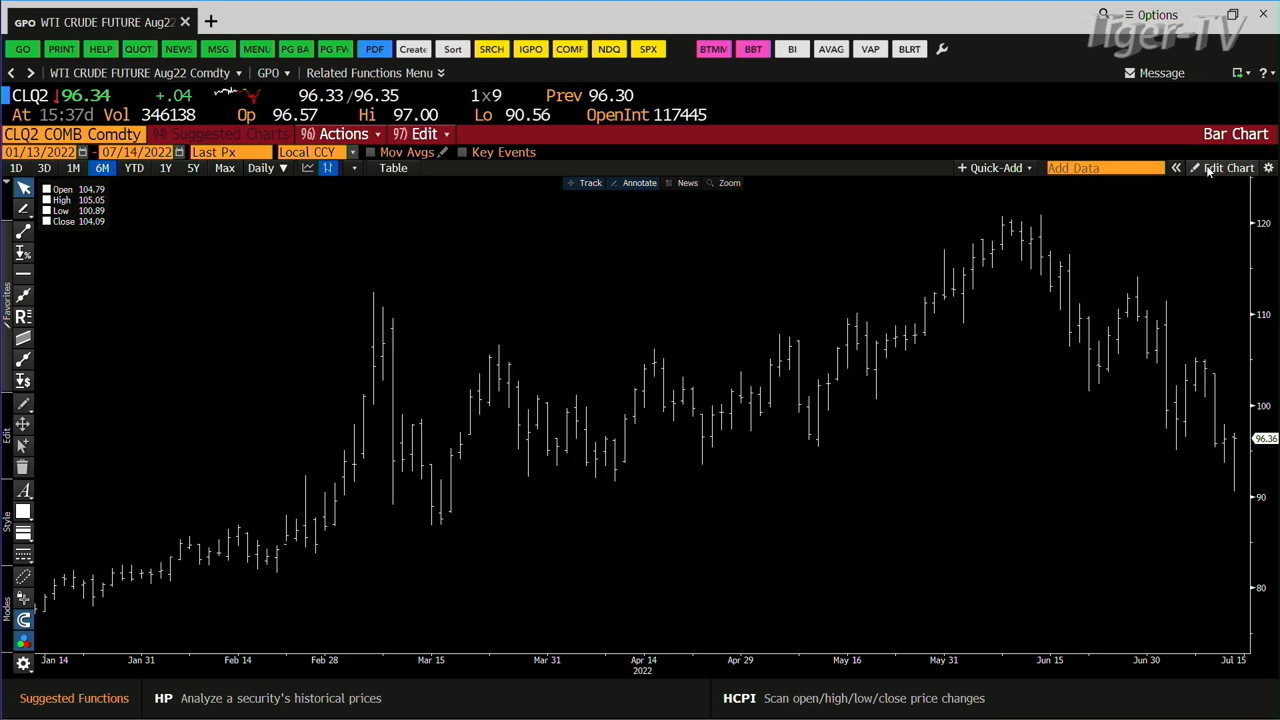 GPO WTI CRUDE FUTURE Aug22 × +
Options
Tiger-TV
GO PRINT HELP QUOT NEWS MSG MENU PG BA PG FW PDF Create Sort SRCH IGPO COMF NDQ SPX BTMM BBT BI AVAG VAP BLRT
WTI CRUDE FUTURE Aug22 Comdty GPO Related Functions Menu Message ?
CLQ2 ↓96.34 +.04 96.33/96.35 1x9 Prev 96.30
At 15:37d Vol 346138 Op 96.57 Hi 97.00 Lo 90.56 OpenInt 117445
CLQ2 COMB Comdty 94) Suggested Charts 96) Actions 97) Edit Bar Chart
01/13/2022 - 07/14/2022 Last Px Local CCY Mov Avgs Key Events
1D 3D 1M 6M YTD 1Y 5Y Max Daily Table + Quick-Add Add Data « Edit Chart
Track Annotate News Zoom
Open 104.79
High 105.05
Low 100.89
Close 104.09
Favorites
Edit
Style
Modes
120
110
100
96.36
90
80
Jan 14 Jan 31 Feb 14 Feb 28 Mar 15 Mar 31 Apr 14 Apr 29 May 16 May 31 Jun 15 Jun 30 Jul 15
2022
Suggested Functions HP Analyze a security's historical prices HCPI Scan open/high/low/close price changes